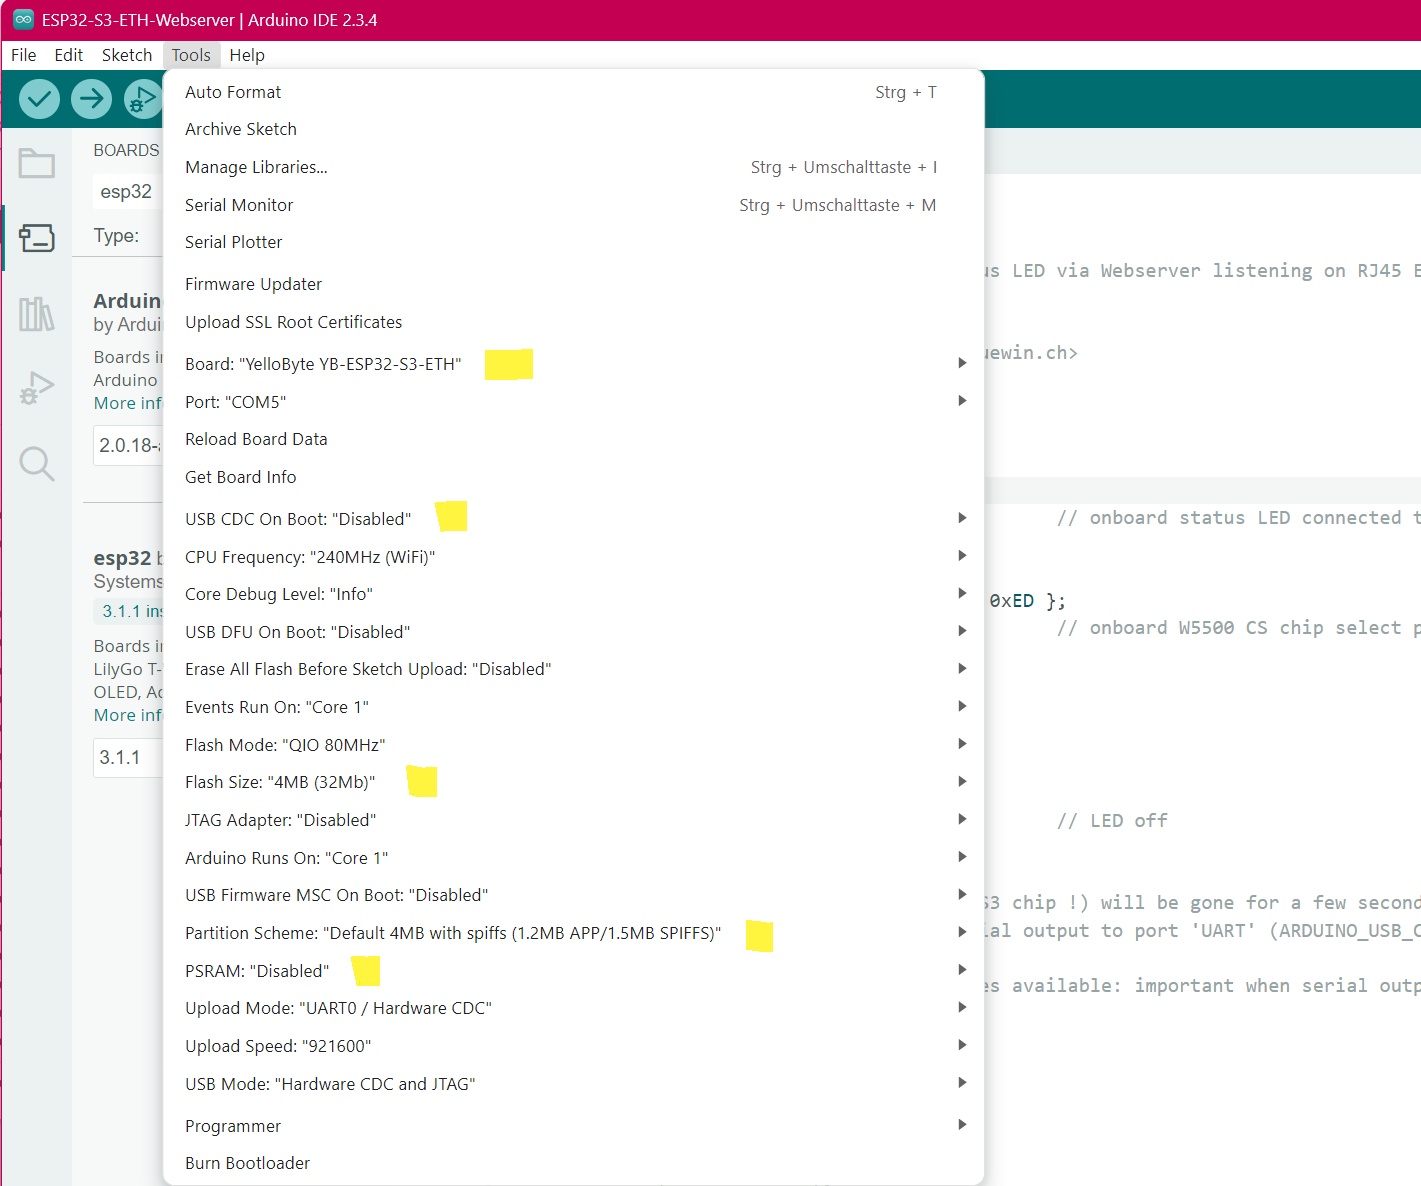 ESP32-S3-ETH-Webserver | Arduino IDE 2.3.4
File Edit Sketch Tools Help
Auto Format Strg + T
Archive Sketch
BOARDS
Manage Libraries... Strg + Umschalttaste + I
esp32
Serial Monitor Strg + Umschalttaste + M
Type:
Serial Plotter
us LED via Webserver listening on RJ45 E
Firmware Updater
Arduin
by Ardui
Upload SSL Root Certificates
uewin.ch>
Boards in
Board: "YelloByte YB-ESP32-S3-ETH"
Arduino
More inf
Port: "COM5"
2.0.18-a
Reload Board Data
Get Board Info
USB CDC On Boot: "Disabled"
// onboard status LED connected t
esp32 b
CPU Frequency: "240MHz (WiFi)"
Systems
Core Debug Level: "Info"
0xED };
3.1.1 ins
USB DFU On Boot: "Disabled"
// onboard W5500 CS chip select p
Boards in
LilyGo T-
Erase All Flash Before Sketch Upload: "Disabled"
OLED, Ad
Events Run On: "Core 1"
More inf
Flash Mode: "QIO 80MHz"
3.1.1
Flash Size: "4MB (32Mb)"
JTAG Adapter: "Disabled"
// LED off
Arduino Runs On: "Core 1"
USB Firmware MSC On Boot: "Disabled"
S3 chip !) will be gone for a few second
Partition Scheme: "Default 4MB with spiffs (1.2MB APP/1.5MB SPIFFS)"
ial output to port 'UART' (ARDUINO_USB_C
PSRAM: "Disabled"
es available: important when serial outp
Upload Mode: "UART0 / Hardware CDC"
Upload Speed: "921600"
USB Mode: "Hardware CDC and JTAG"
Programmer
Burn Bootloader